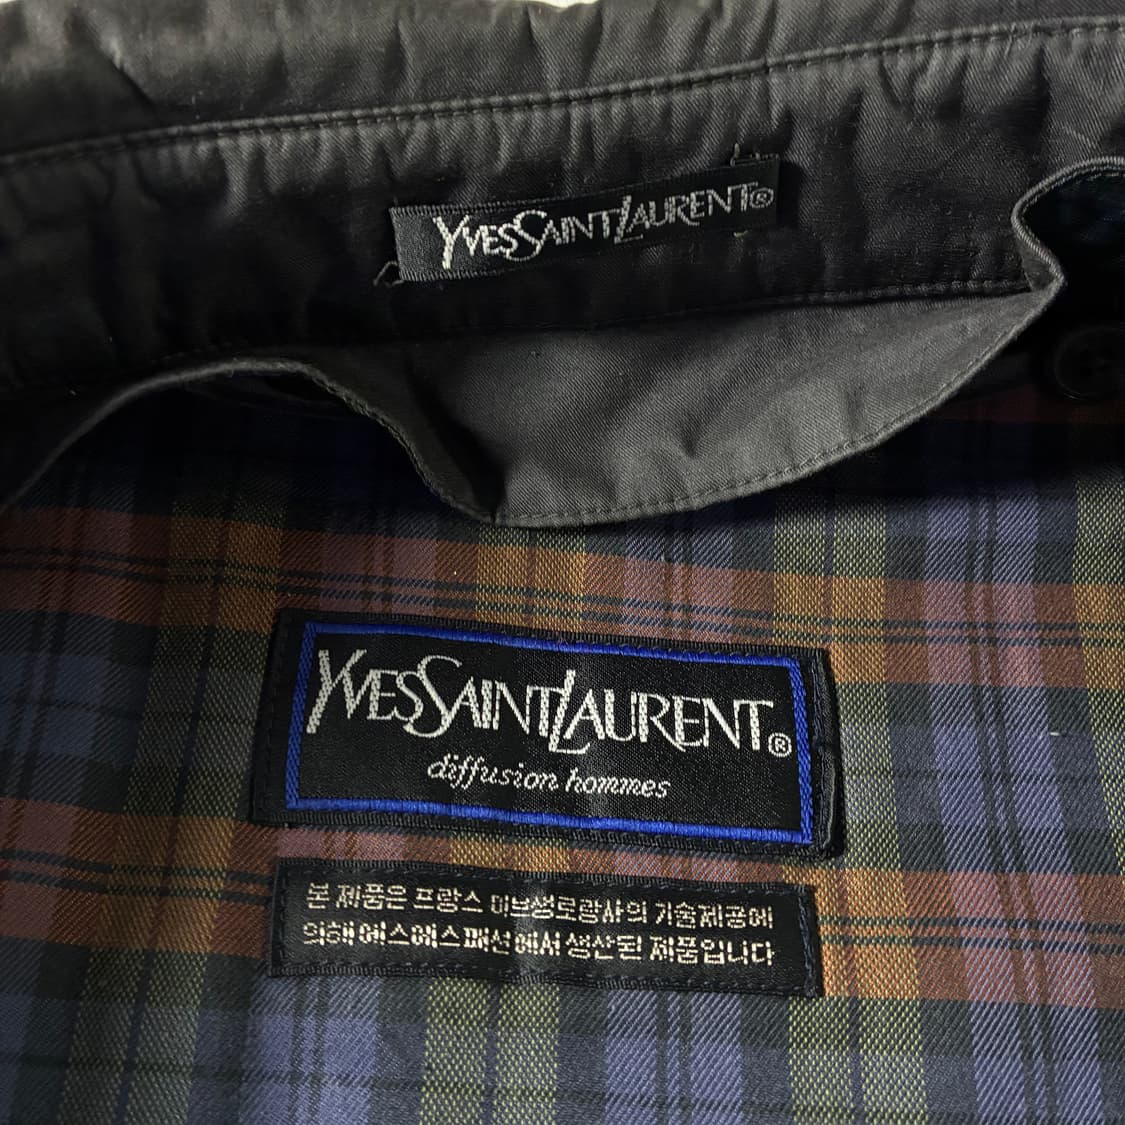 YVESSAINTLAURENT®
YVESSAINTLAURENT®
diffusion hommes
본 제품은 프랑스 이브생로랑사의 기술제공에
의해 에스에스패션에서 생산된 제품입니다